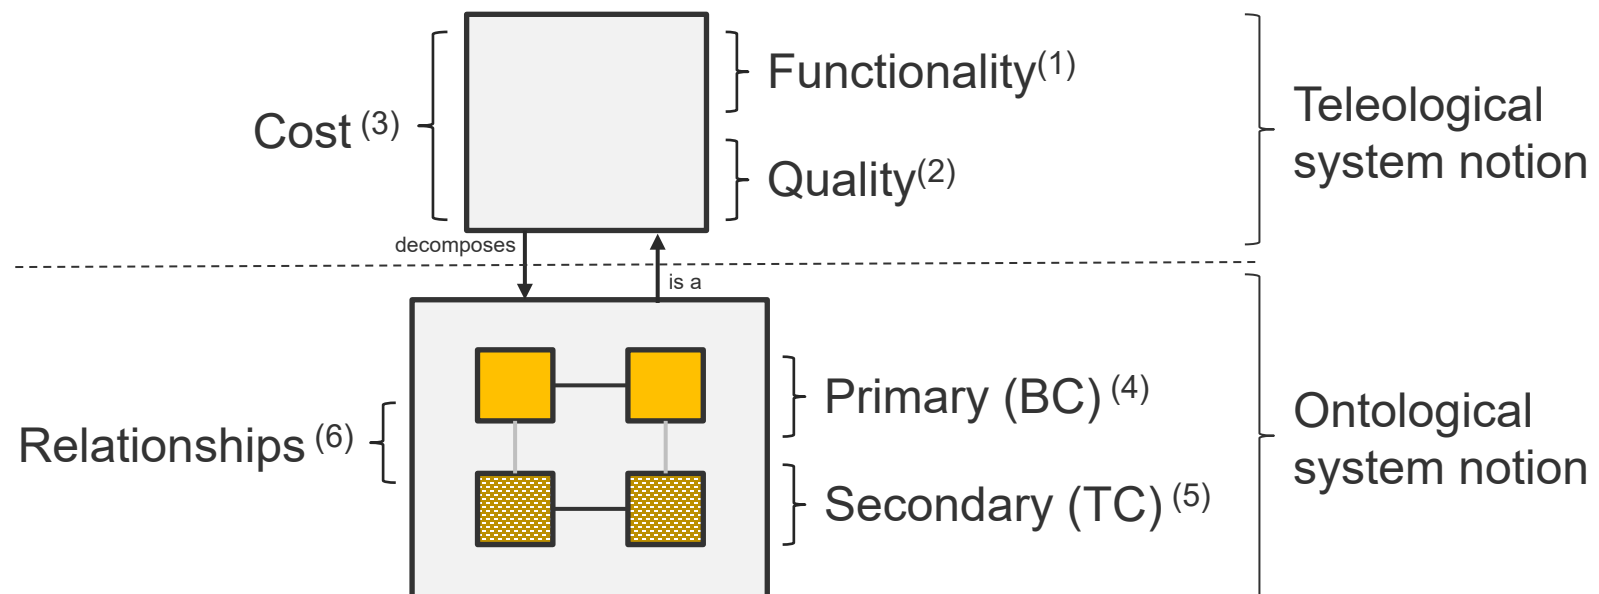 Functionality(1)
Cost (3)
Quality(2)
Teleological
system notion
decomposes
is a
Primary (BC) (4)
Relationships (6)
Secondary (TC) (5)
Ontological
system notion